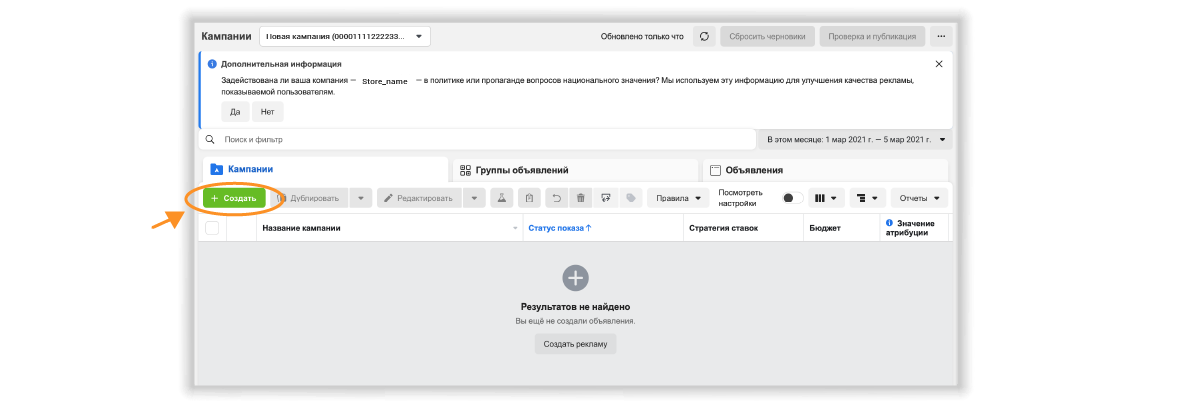 Кампании
Новая кампания (00001111222233...
Обновлено только что
Сбросить черновики
Проверка и публикация
Дополнительная информация
Задействована ли ваша компания — Store_name — в политике или пропаганде вопросов национального значения? Мы используем эту информацию для улучшения качества рекламы,
показываемой пользователям.
Да
Нет
Поиск и фильтр
В этом месяце: 1 мар 2021 г. — 5 мар 2021 г.
Кампании
Группы объявлений
Объявления
+ Создать
Дублировать
Редактировать
Правила
Посмотреть
настройки
Отчеты
Название кампании
Статус показа ↑
Стратегия ставок
Бюджет
Значение
атрибуции
Результатов не найдено
Вы ещё не создали объявления.
Создать рекламу